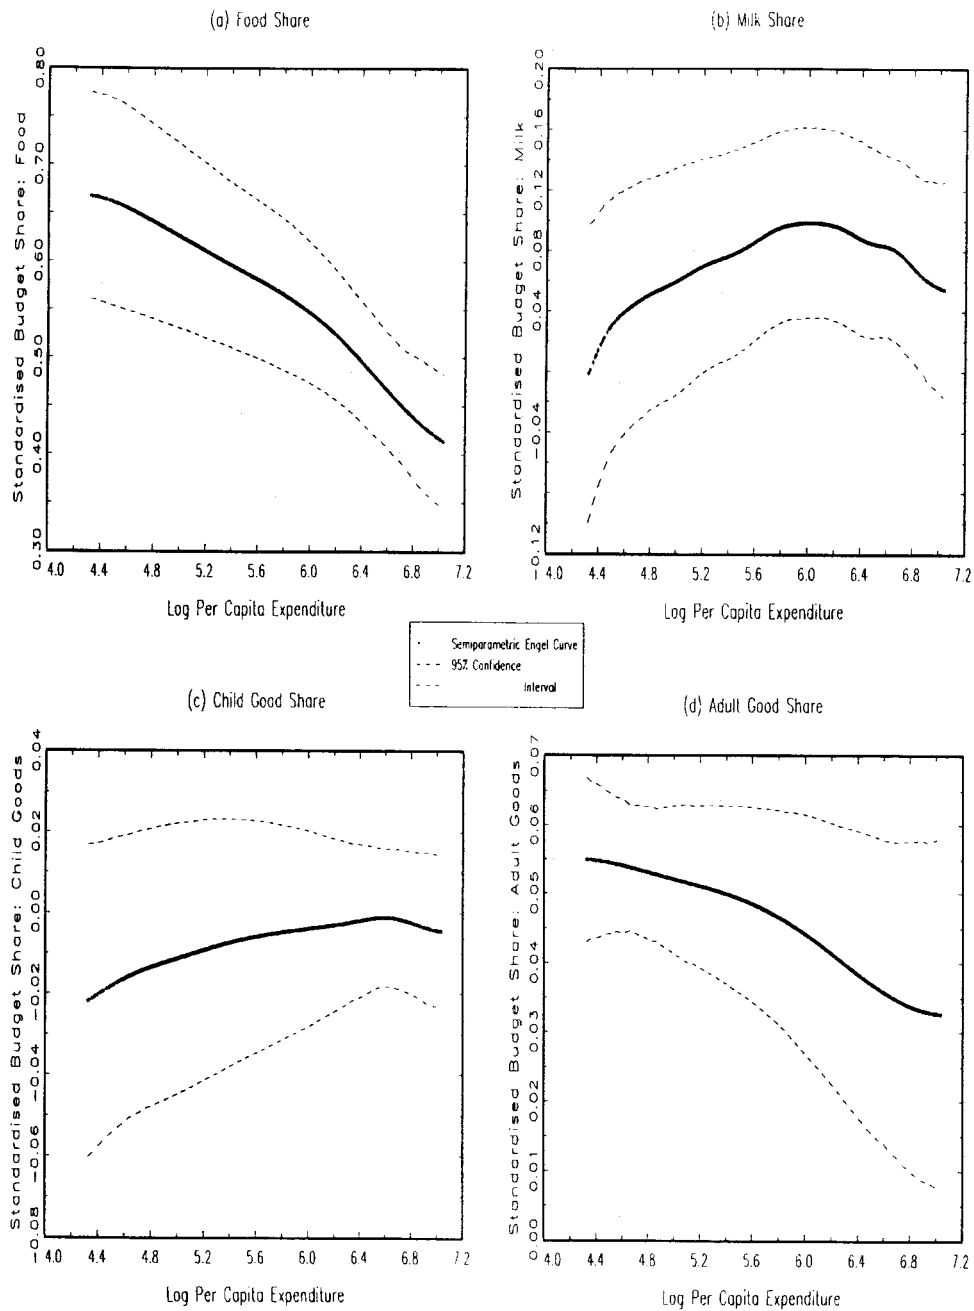 (a) Food Share
Standardised Budget Share: Food
0.80
0.70
0.60
0.50
0.40
0.30
4.0 4.4 4.8 5.2 5.6 6.0 6.4 6.8 7.2
Log Per Capita Expenditure
(b) Milk Share
Standardised Budget Share: Milk
0.20
0.16
0.12
0.08
0.04
-0.04
-0.12
4.0 4.4 4.8 5.2 5.6 6.0 6.4 6.8 7.2
Log Per Capita Expenditure
Semiparametric Engel Curve
95% Confidence
Interval
(c) Child Good Share
Standardised Budget Share: Child Goods
0.04
0.02
0.00
-0.02
-0.04
-0.06
-0.08
4.0 4.4 4.8 5.2 5.6 6.0 6.4 6.8 7.2
Log Per Capita Expenditure
(d) Adult Good Share
Standardised Budget Share: Adult Goods
0.07
0.06
0.05
0.04
0.03
0.02
0.01
0.00
4.0 4.4 4.8 5.2 5.6 6.0 6.4 6.8 7.2
Log Per Capita Expenditure